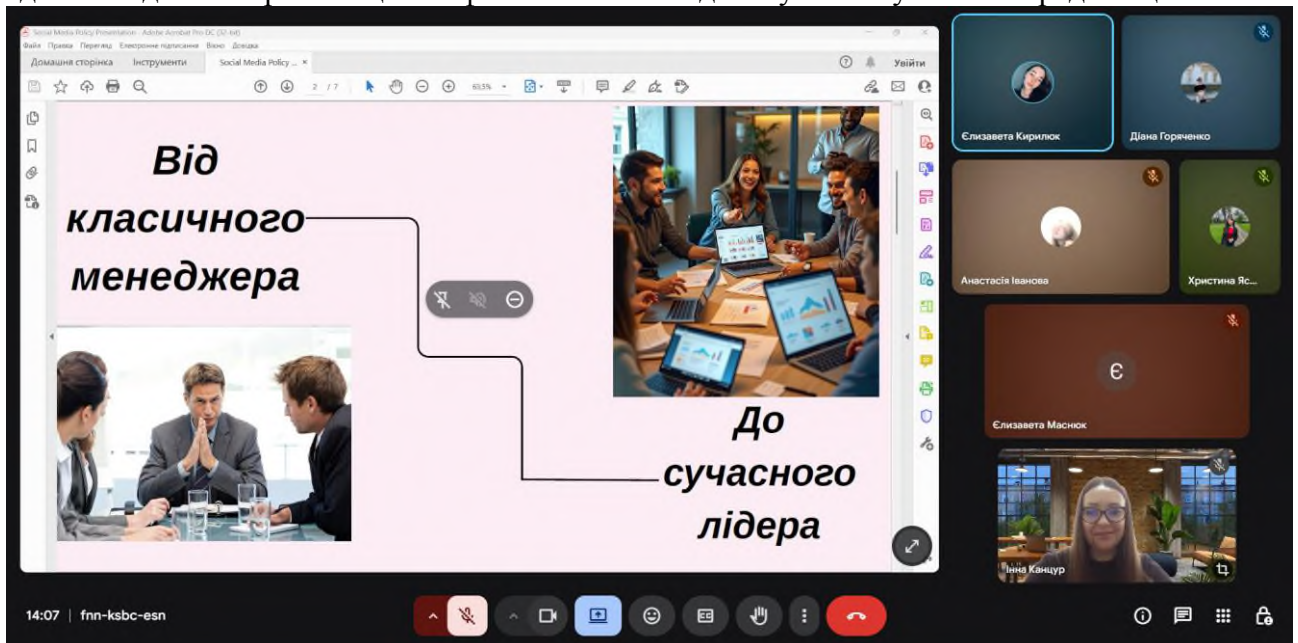 Social Media Policy Presentation - Adobe Acrobat Pro DC (32-bit)
Файл Правка Перегляд Електронне підписання Вікно Довідка
Домашня сторінка Інструменти Social Media Policy ... × Увійти
2 / 7 63,5%
Від
класичного
менеджера
До
сучасного
лідера
Єлизавета Кирилюк
Діана Горяченко
Анастасія Іванова
Христина Яс...
Є
Єлизавета Маснюк
Інна Канцур
14:07 | fnn-ksbc-esn